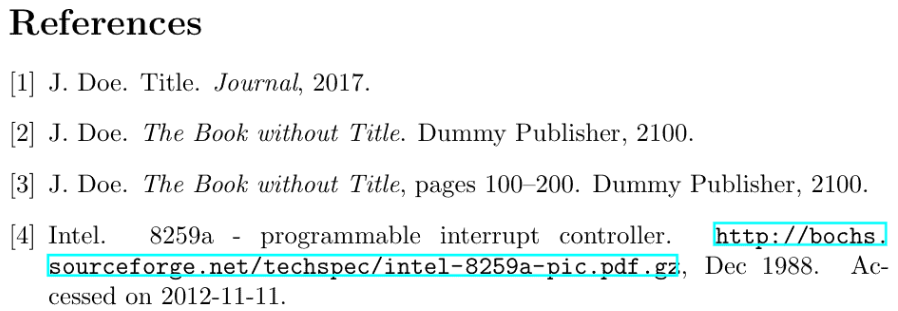 References
[1] J. Doe. Title. Journal, 2017.
[2] J. Doe. The Book without Title. Dummy Publisher, 2100.
[3] J. Doe. The Book without Title, pages 100–200. Dummy Publisher, 2100.
[4] Intel. 8259a - programmable interrupt controller. http://bochs.
sourceforge.net/techspec/intel-8259a-pic.pdf.gz, Dec 1988. Ac-
cessed on 2012-11-11.